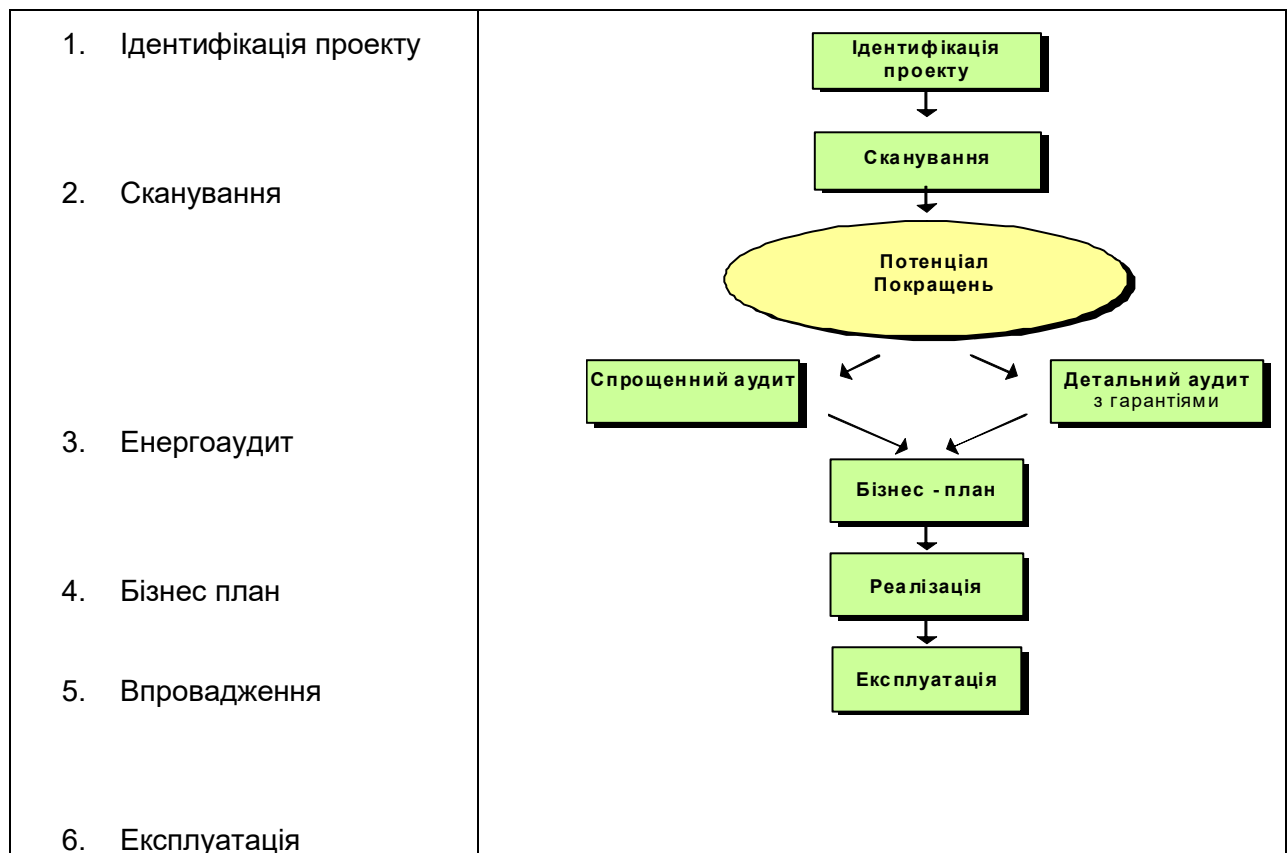 1. Ідентифікація проекту
2. Сканування
3. Енергоаудит
4. Бізнес план
5. Впровадження
6. Експлуатація
Ідентифікація
проекту
Сканування
Потенціал
Покращень
Спрощенний аудит
Детальний аудит
з гарантіями
Бізнес - план
Реалізація
Експлуатація